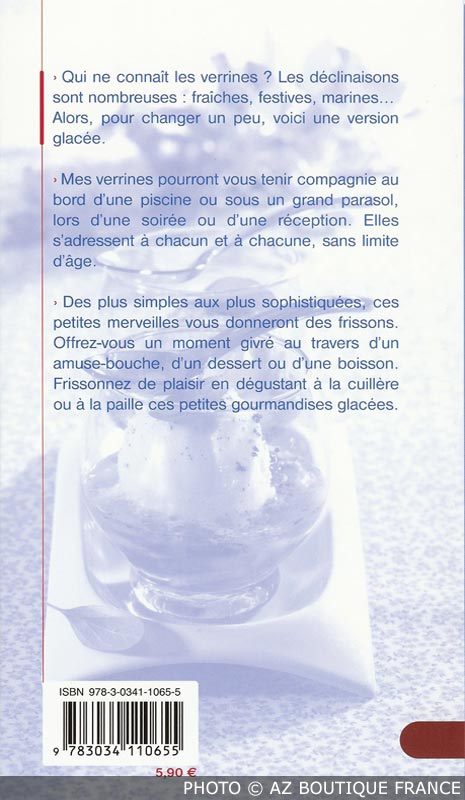 › Qui ne connaît les verrines ? Les déclinaisons
sont nombreuses : fraîches, festives, marines...
Alors, pour changer un peu, voici une version
glacée.
› Mes verrines pourront vous tenir compagnie au
bord d'une piscine ou sous un grand parasol,
lors d'une soirée ou d'une réception. Elles
s'adressent à chacun et à chacune, sans limite
d'âge.
› Des plus simples aux plus sophistiquées, ces
petites merveilles vous donneront des frissons.
Offrez-vous un moment givré au travers d'un
amuse-bouche, d'un dessert ou d'une boisson.
Frissonnez de plaisir en dégustant à la cuillère
ou à la paille ces petites gourmandises glacées.
ISBN 978-3-0341-1065-5
9 783034 110655
5,90 €
PHOTO © AZ BOUTIQUE FRANCE